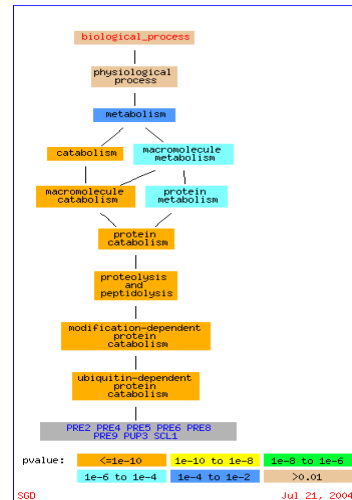 biological_process
physiological
process
metabolism
catabolism
macromolecule
metabolism
macromolecule
catabolism
protein
metabolism
protein
catabolism
proteolysis
and
peptidolysis
modification-dependent
protein
catabolism
ubiquitin-dependent
protein
catabolism
PRE2 PRE4 PRE5 PRE6 PRE8
PRE9 PUP3 SCL1
pvalue: <=1e-10 1e-10 to 1e-8 1e-8 to 1e-6
1e-6 to 1e-4 1e-4 to 1e-2 >0.01
SGD Jul 21, 2004